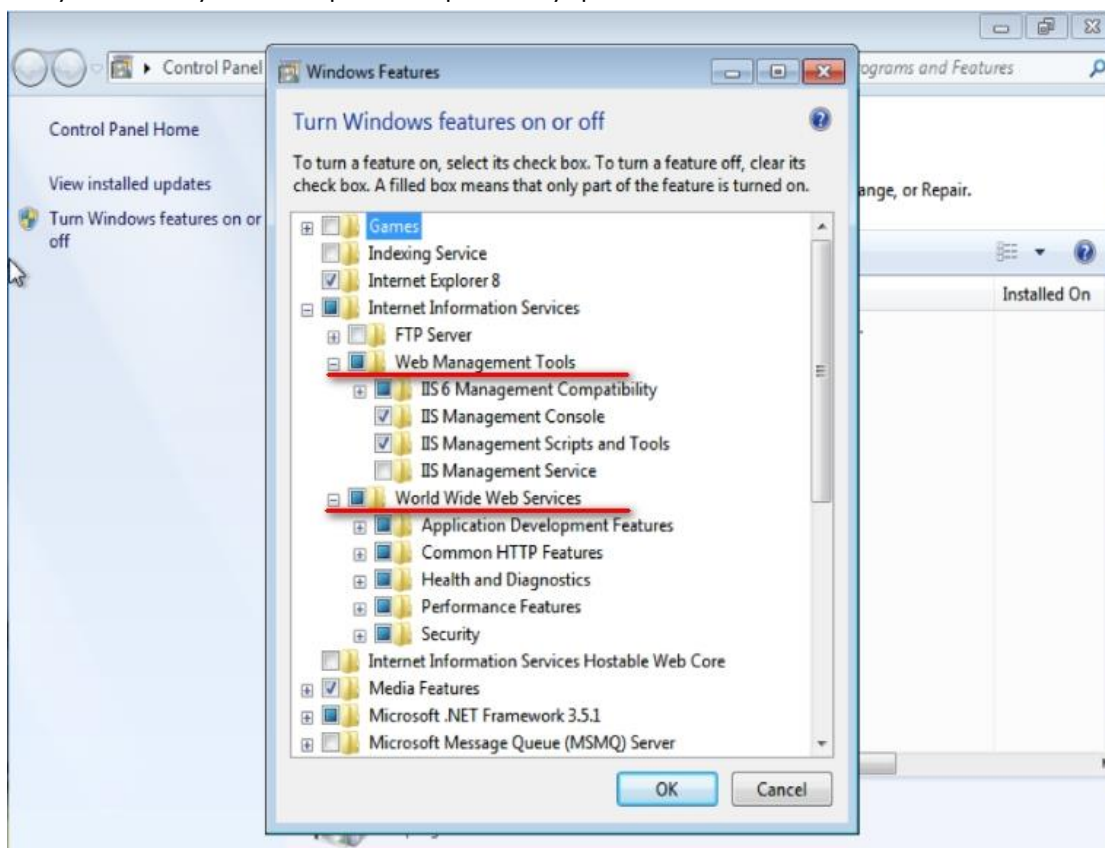 Control Panel
Windows Features
Programs and Features
Control Panel Home
View installed updates
Turn Windows features on or
off
Turn Windows features on or off
To turn a feature on, select its check box. To turn a feature off, clear its
check box. A filled box means that only part of the feature is turned on.
ange, or Repair.
Installed On
Games
Indexing Service
Internet Explorer 8
Internet Information Services
FTP Server
Web Management Tools
IIS 6 Management Compatibility
IIS Management Console
IIS Management Scripts and Tools
IIS Management Service
World Wide Web Services
Application Development Features
Common HTTP Features
Health and Diagnostics
Performance Features
Security
Internet Information Services Hostable Web Core
Media Features
Microsoft .NET Framework 3.5.1
Microsoft Message Queue (MSMQ) Server
OK
Cancel